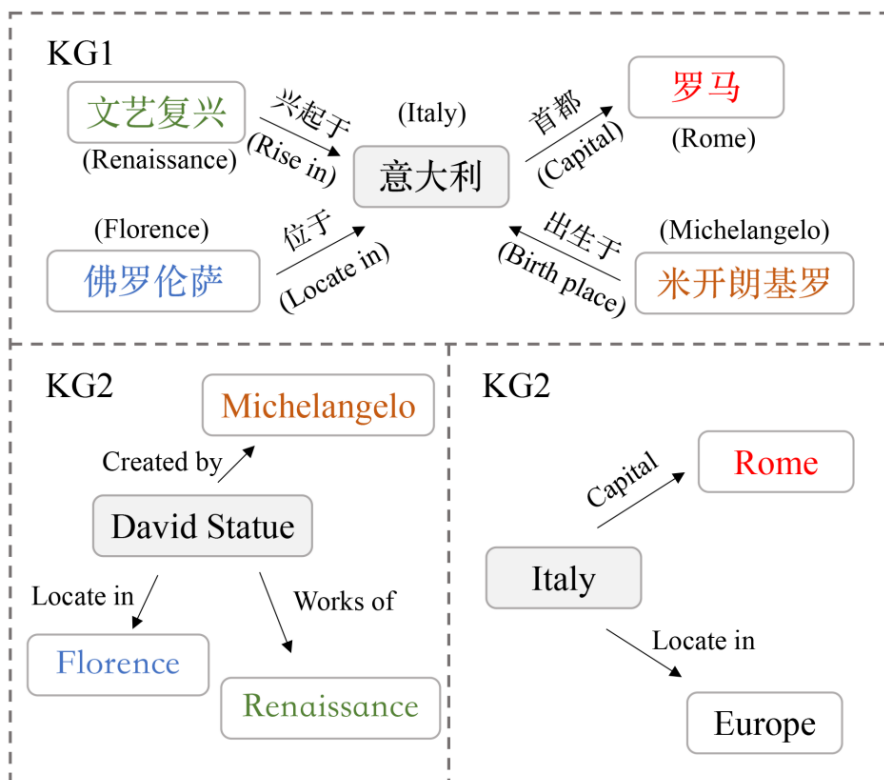 KG1
文艺复兴
(Renaissance)
兴起于
(Rise in)
(Italy)
意大利
首都
(Capital)
罗马
(Rome)
(Florence)
佛罗伦萨
位于
(Locate in)
出生于
(Birth place)
(Michelangelo)
米开朗基罗
KG2
Michelangelo
Created by
David Statue
Locate in
Works of
Florence
Renaissance
KG2
Rome
Capital
Italy
Locate in
Europe